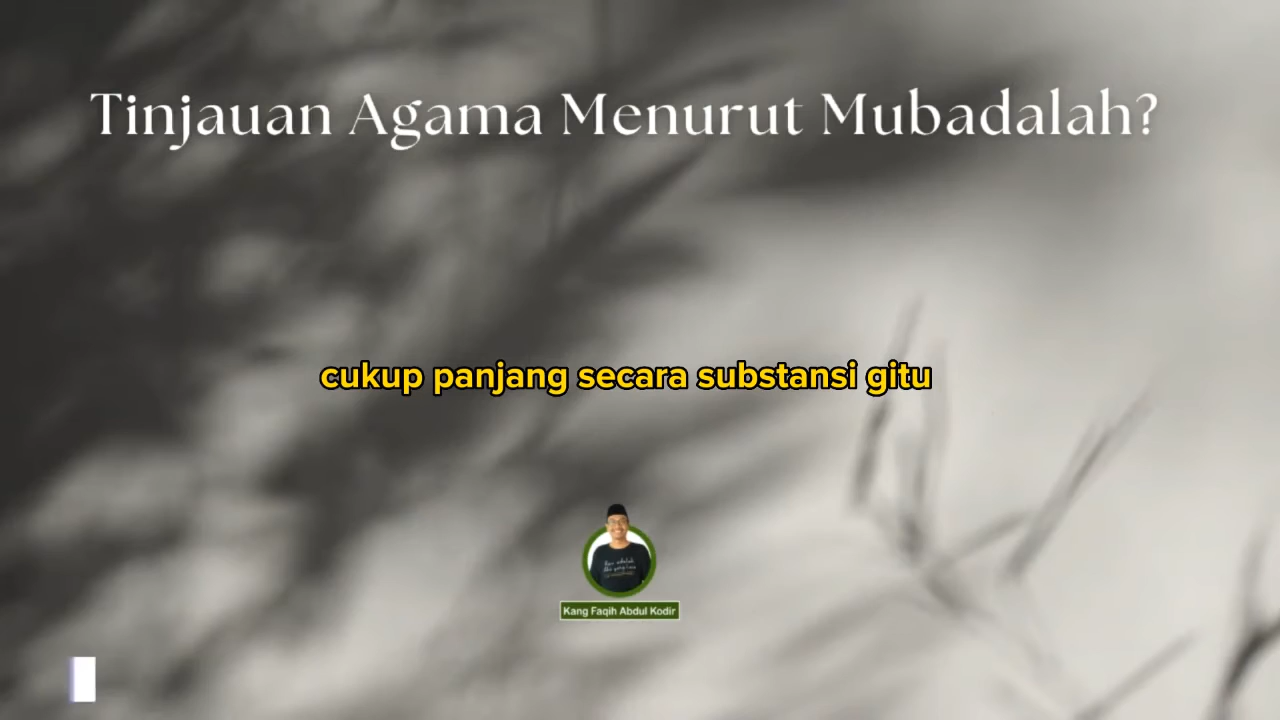 Tinjauan Agama Menurut Mubadalah?
cukup panjang secara substansi gitu
Kang Faqih Abdul Kodir